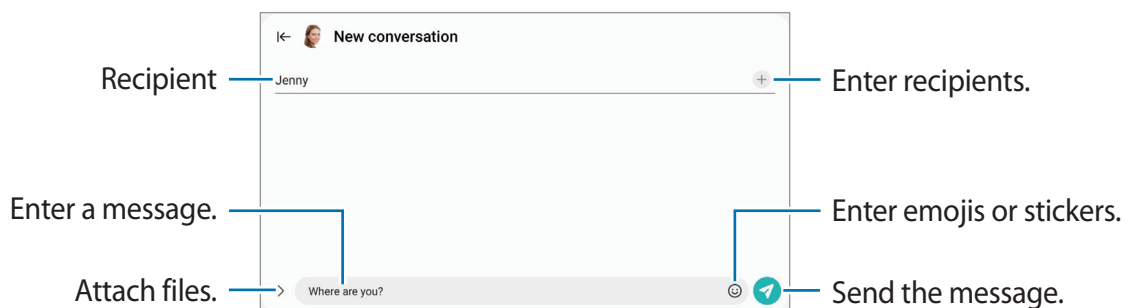 New conversation
Recipient
Jenny
Enter recipients.
Enter a message.
Enter emojis or stickers.
Attach files.
Where are you?
Send the message.